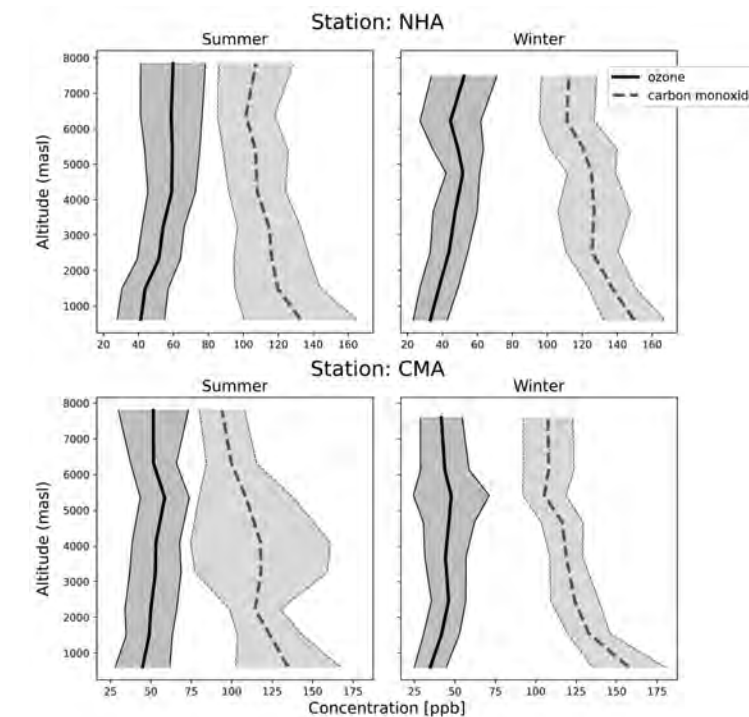 Station: NHA
Summer
Winter
8000
7000
6000
5000
4000
3000
2000
1000
Altitude (masl)
ozone
carbon monoxide
20 40 60 80 100 120 140 160
20 40 60 80 100 120 140 160
Station: CMA
Summer
Winter
8000
7000
6000
5000
4000
3000
2000
1000
Altitude (masl)
25 50 75 100 125 150 175
25 50 75 100 125 150 175
Concentration [ppb]